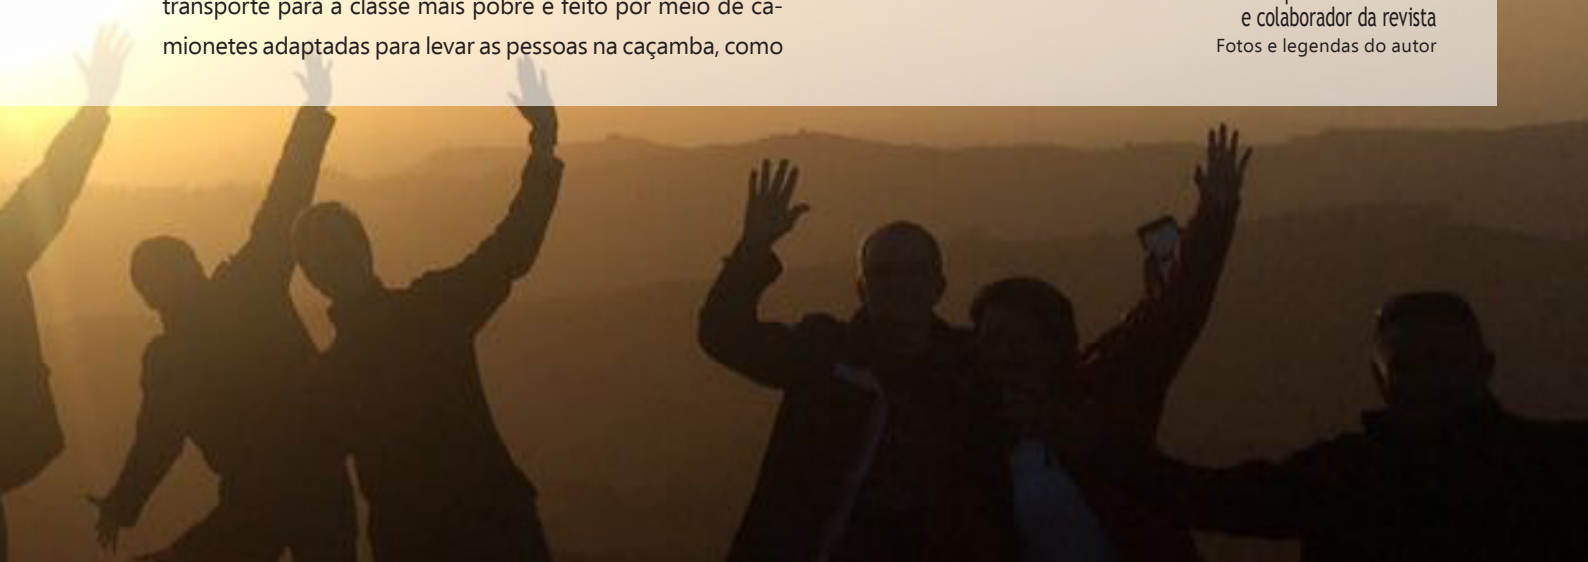 transporte para a classe mais pobre é feito por meio de ca-
mionetes adaptadas para levar as pessoas na caçamba, como
e colaborador da revista
Fotos e legendas do autor